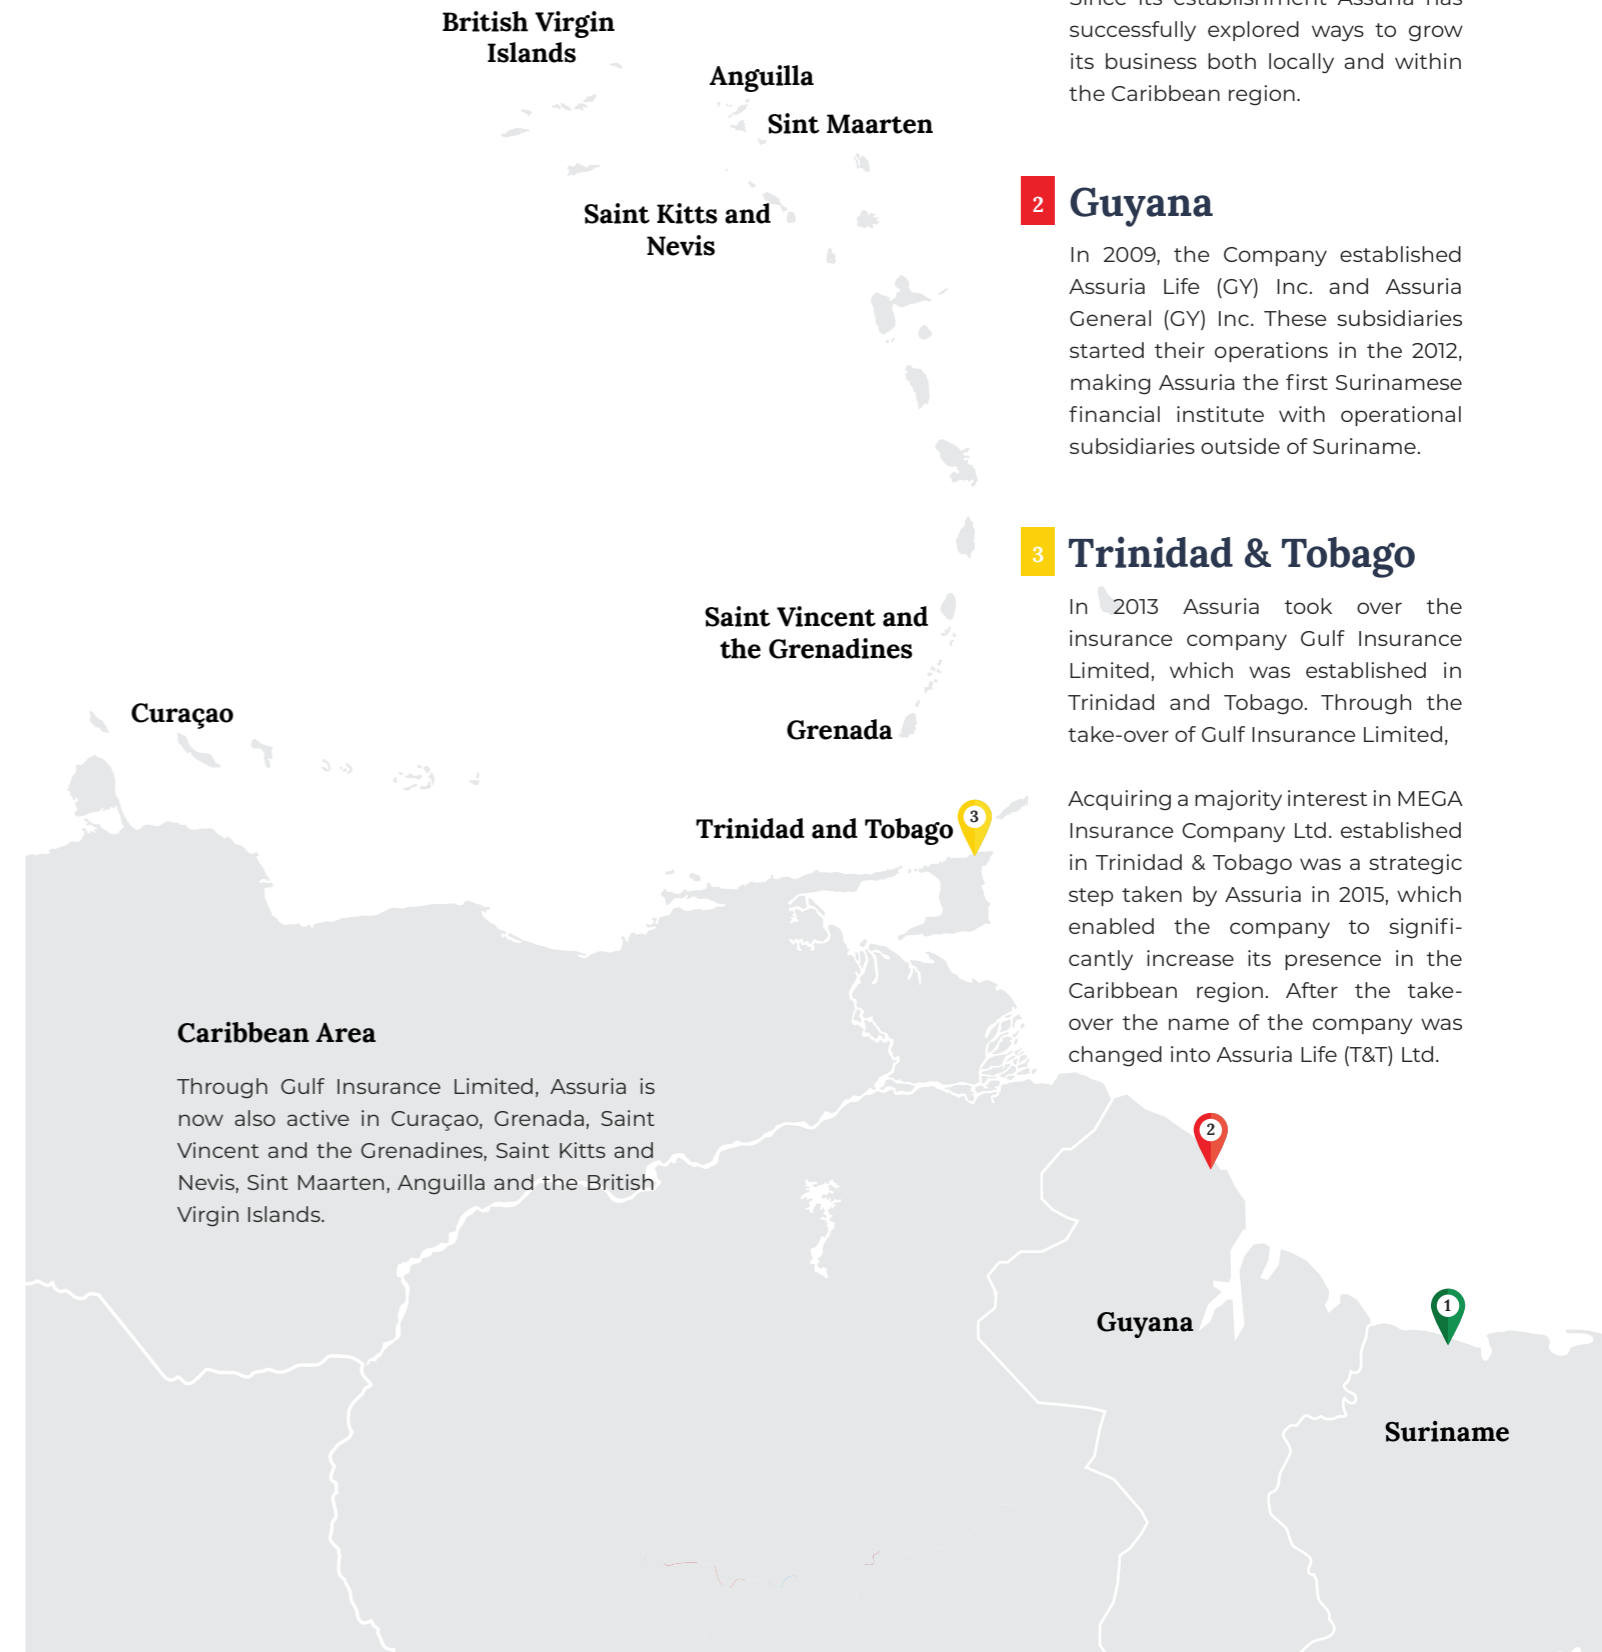 British Virgin
Islands
Anguilla
Sint Maarten
Saint Kitts and
Nevis
Saint Vincent and
the Grenadines
Curaçao
Grenada
Trinidad and Tobago
3
Caribbean Area
Through Gulf Insurance Limited, Assuria is
now also active in Curaçao, Grenada, Saint
Vincent and the Grenadines, Saint Kitts and
Nevis, Sint Maarten, Anguilla and the British
Virgin Islands.
Since its establishment Assuria has
successfully explored ways to grow
its business both locally and within
the Caribbean region.
2 Guyana
In 2009, the Company established
Assuria Life (GY) Inc. and Assuria
General (GY) Inc. These subsidiaries
started their operations in the 2012,
making Assuria the first Surinamese
financial institute with operational
subsidiaries outside of Suriname.
3 Trinidad & Tobago
In 2013 Assuria took over the
insurance company Gulf Insurance
Limited, which was established in
Trinidad and Tobago. Through the
take-over of Gulf Insurance Limited,
Acquiring a majority interest in MEGA
Insurance Company Ltd. established
in Trinidad & Tobago was a strategic
step taken by Assuria in 2015, which
enabled the company to signifi-
cantly increase its presence in the
Caribbean region. After the take-
over the name of the company was
changed into Assuria Life (T&T) Ltd.
2
Guyana
1
Suriname